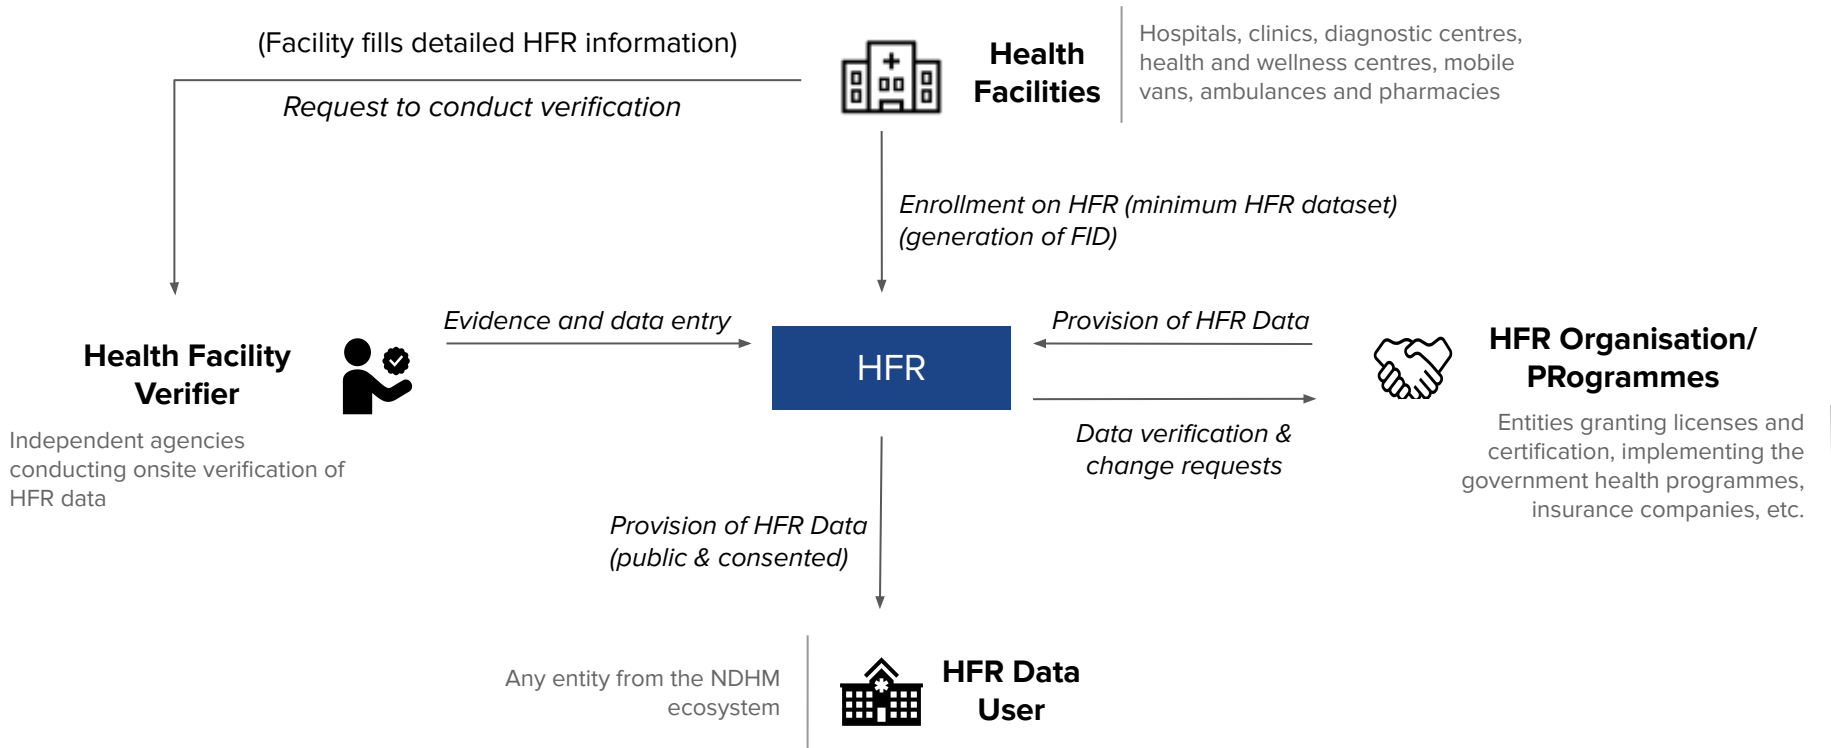 (Facility fills detailed HFR information)
Request to conduct verification
Health
Facilities
Hospitals, clinics, diagnostic centres,
health and wellness centres, mobile
vans, ambulances and pharmacies
Enrollment on HFR (minimum HFR dataset)
(generation of FID)
Health Facility
Verifier
Independent agencies
conducting onsite verification of
HFR data
Evidence and data entry
HFR
Provision of HFR Data
Data verification &
change requests
HFR Organisation/
PRogrammes
Entities granting licenses and
certification, implementing the
government health programmes,
insurance companies, etc.
Provision of HFR Data
(public & consented)
Any entity from the NDHM
ecosystem
HFR Data
User